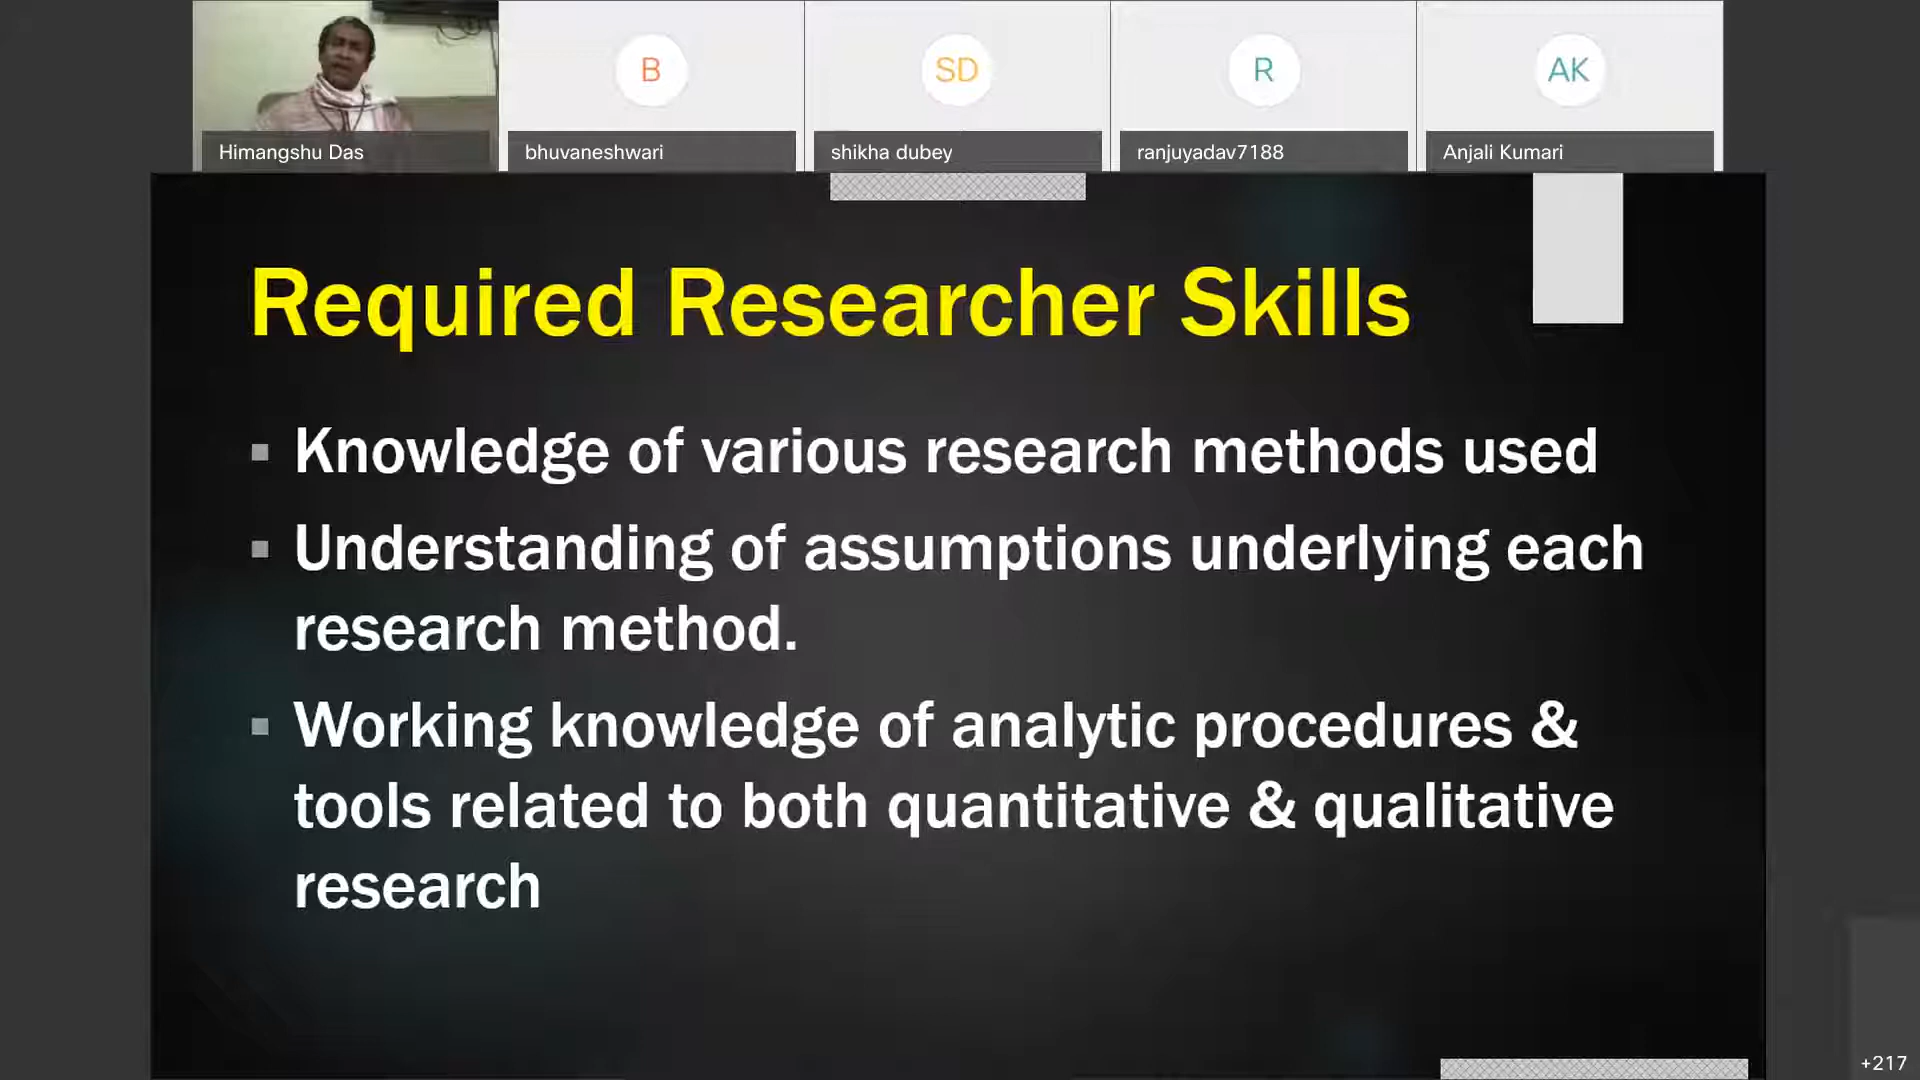 B
SD
R
AK
Himangshu Das
bhuvaneshwari
shikha dubey
ranjuyadav7188
Anjali Kumari
Required Researcher Skills
Knowledge of various research methods used
Understanding of assumptions underlying each
research method.
Working knowledge of analytic procedures &
tools related to both quantitative & qualitative
research
+217